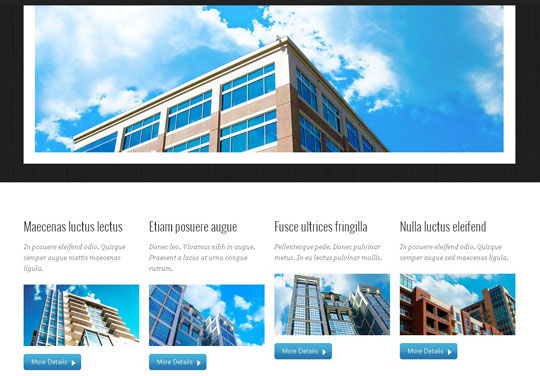 Maecenas luctus lectus
In posuere eleifend odio. Quisque
semper augue mattis maecenas
ligula.
More Details
Etiam posuere augue
Donec leo. Vivamus nibh in augue.
Praesent a lacus at urna congue
rutrum.
More Details
Fusce ultrices fringilla
Pellentesque pede. Donec pulvinar
metus. In eu lectus pulvinar mollis.
More Details
Nulla luctus eleifend
In posuere eleifend odio. Quisque
semper augue sed maecenas ligula.
More Details